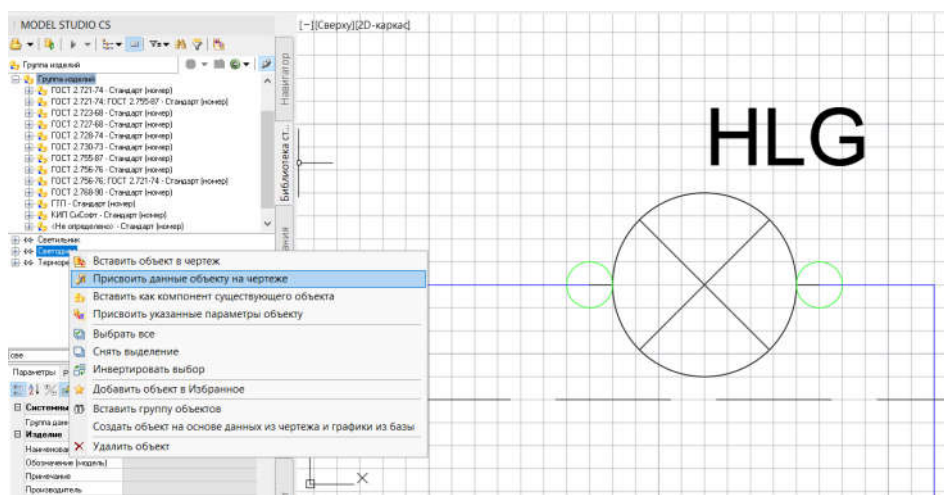 MODEL STUDIO CS
[−][Сверху][2D-каркас]
Группа изделий
Навигатор
Группа изделий
ГОСТ 2.721-74 - Стандарт (номер)
ГОСТ 2.721-74; ГОСТ 2.755-87 - Стандарт (номер)
ГОСТ 2.723-68 - Стандарт (номер)
ГОСТ 2.727-68 - Стандарт (номер)
ГОСТ 2.728-74 - Стандарт (номер)
ГОСТ 2.730-73 - Стандарт (номер)
ГОСТ 2.755-87 - Стандарт (номер)
ГОСТ 2.756-76 - Стандарт (номер)
ГОСТ 2.756-76; ГОСТ 2.721-74 - Стандарт (номер)
ГОСТ 2.768-90 - Стандарт (номер)
ГТП - Стандарт (номер)
КИП СиСофт - Стандарт (номер)
<Не определено> - Стандарт (номер)
Библиотека ст...
HLG
Светильник
Светодио
Терморе
Вставить объект в чертеж
Присвоить данные объекту на чертеже
Вставить как компонент существующего объекта
Присвоить указанные параметры объекту
Выбрать все
Снять выделение
Инвертировать выбор
Добавить объект в Избранное
Вставить группу объектов
Создать объект на основе данных из чертежа и графики из базы
Удалить объект
све
Параметры
Системны
Группа дан
Изделие
Наименова
Обозначение (модель)
Примечание
Производитель
X